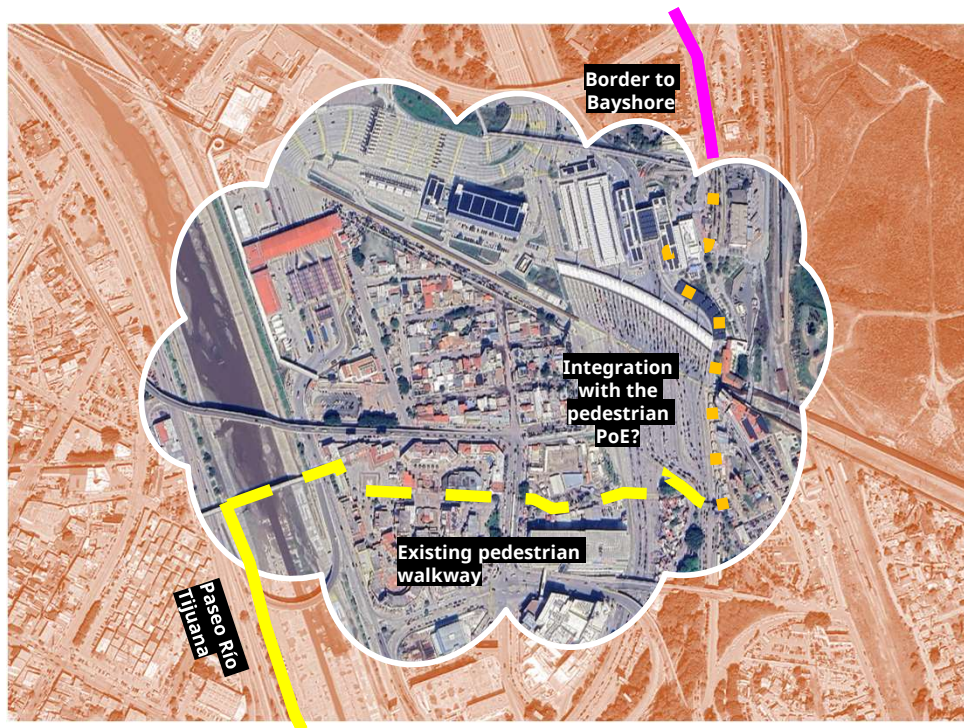 Border to
Bayshore
Integration
with the
pedestrian
PoE?
Existing pedestrian
walkway
Paseo Río
Tijuana